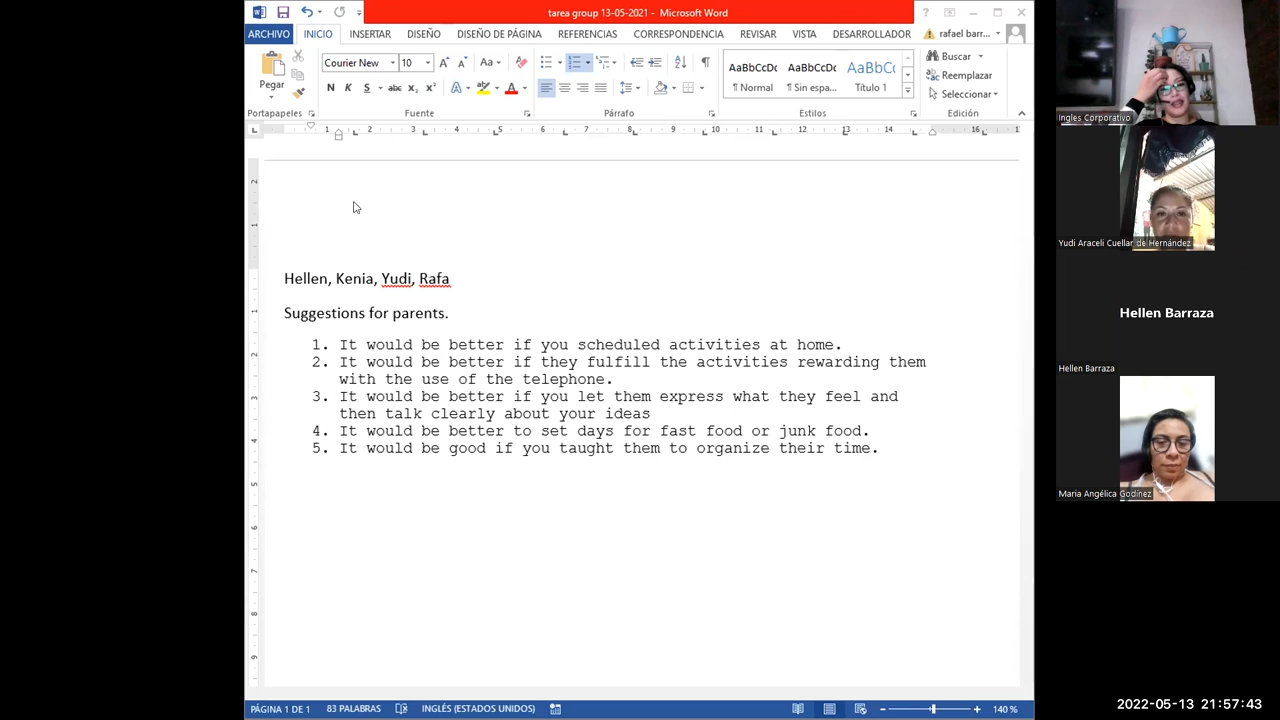 tarea group 13-05-2021 - Microsoft Word
ARCHIVO INICIO INSERTAR DISEÑO DISEÑO DE PÁGINA REFERENCIAS CORRESPONDENCIA REVISAR VISTA DESARROLLADOR rafael barr...
Courier New 10 Aa
Pegar
N K S abc x₂ x² A A
AaBbCcDc AaBbCcDc AaBbC
¶ Normal ¶ Sin espa... Título 1
Buscar
Reemplazar
Seleccionar
Portapapeles Fuente Párrafo Estilos Edición
Hellen, Kenia, Yudi, Rafa
Suggestions for parents.
1. It would be better if you scheduled activities at home.
2. It would be better if they fulfill the activities rewarding them
with the use of the telephone.
3. It would be better if you let them express what they feel and
then talk clearly about your ideas
4. It would be better to set days for fast food or junk food.
5. It would be good if you taught them to organize their time.
PÁGINA 1 DE 1 83 PALABRAS INGLÉS (ESTADOS UNIDOS) 140 %
Ingles Corporativo
Yudi Araceli Cuellar de Hernández
Hellen Barraza
Hellen Barraza
Maria Angélica Godinez
2022-05-13 21:57:43